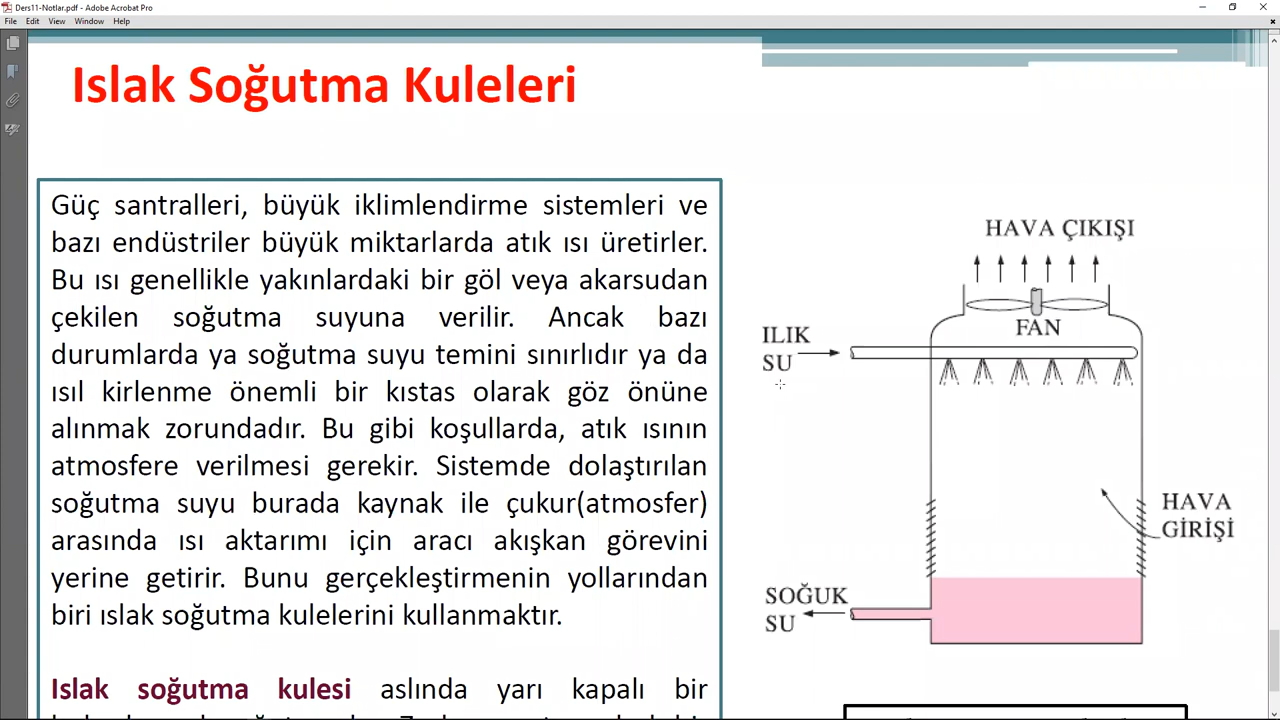 Ders11-Notlar.pdf - Adobe Acrobat Pro
File Edit View Window Help
Islak Soğutma Kuleleri
Güç santralleri, büyük iklimlendirme sistemleri ve
bazı endüstriler büyük miktarlarda atık ısı üretirler.
Bu ısı genellikle yakınlardaki bir göl veya akarsudan
çekilen soğutma suyuna verilir. Ancak bazı
durumlarda ya soğutma suyu temini sınırlıdır ya da
ısıl kirlenme önemli bir kıstas olarak göz önüne
alınmak zorundadır. Bu gibi koşullarda, atık ısının
atmosfere verilmesi gerekir. Sistemde dolaştırılan
soğutma suyu burada kaynak ile çukur(atmosfer)
arasında ısı aktarımı için aracı akışkan görevini
yerine getirir. Bunu gerçekleştirmenin yollarından
biri ıslak soğutma kulelerini kullanmaktır.
Islak soğutma kulesi aslında yarı kapalı bir
HAVA ÇIKIŞI
FAN
ILIK
SU
HAVA
GİRİŞİ
SOĞUK
SU